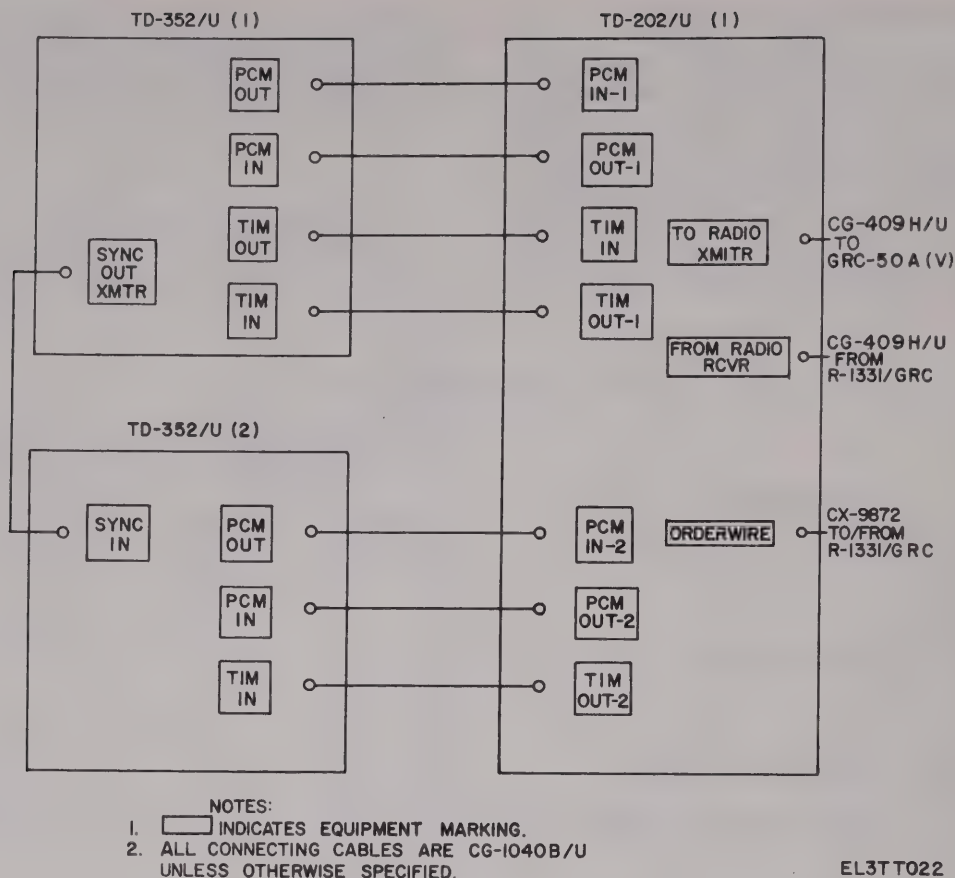 TD-352/U (1)
TD-202/U (1)
PCM
OUT
PCM
IN
TIM
OUT
TIM
IN
SYNC
OUT
XMTR
PCM
IN-1
PCM
OUT-1
TIM
IN
TIM
OUT-1
TO RADIO
XMITR
FROM RADIO
RCVR
CG-409 H/U
TO
GRC-50A(V)
CG-409 H/U
FROM
R-1331/GRC
TD-352/U (2)
SYNC
IN
PCM
OUT
PCM
IN
TIM
IN
PCM
IN-2
PCM
OUT-2
TIM
OUT-2
ORDERWIRE
CX-9872
TO/FROM
R-1331/GRC
NOTES:
1. INDICATES EQUIPMENT MARKING.
2. ALL CONNECTING CABLES ARE CG-1040B/U
UNLESS OTHERWISE SPECIFIED.
EL3TT022